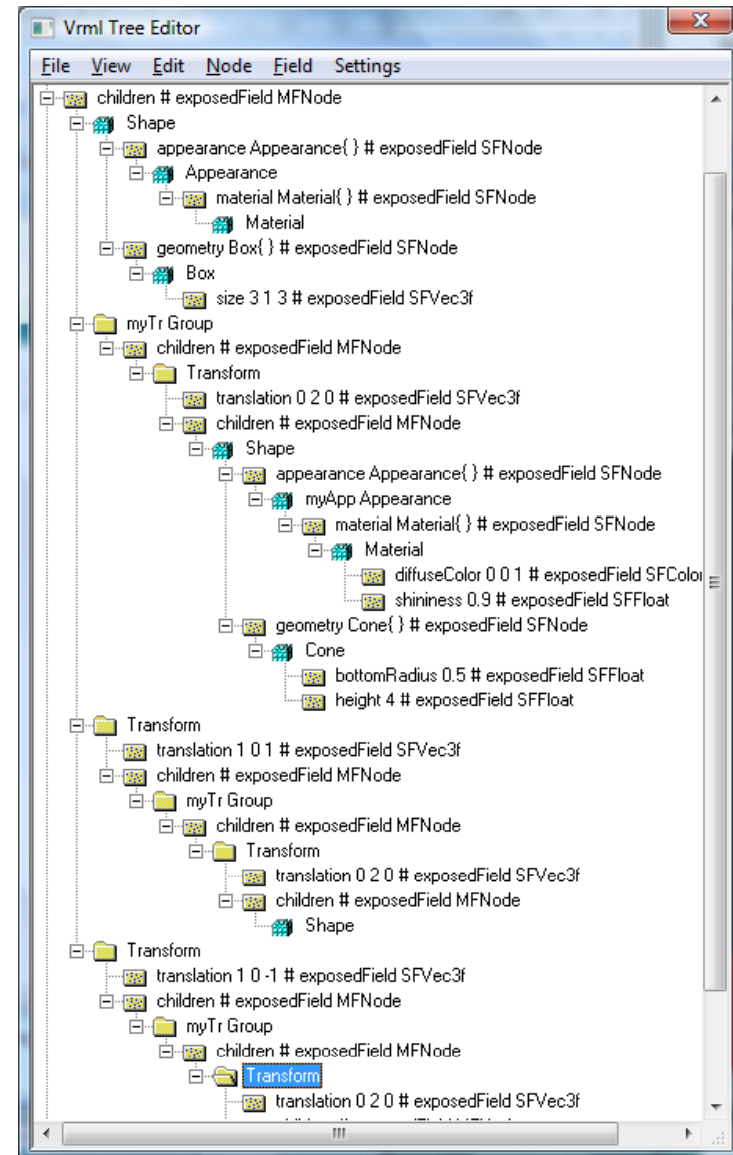 Vrml Tree Editor
File View Edit Node Field Settings
children # exposedField MFNode
Shape
appearance Appearance{ } # exposedField SFNode
Appearance
material Material{ } # exposedField SFNode
Material
geometry Box{ } # exposedField SFNode
Box
size 3 1 3 # exposedField SFVec3f
myTr Group
children # exposedField MFNode
Transform
translation 0 2 0 # exposedField SFVec3f
children # exposedField MFNode
Shape
appearance Appearance{ } # exposedField SFNode
myApp Appearance
material Material{ } # exposedField SFNode
Material
diffuseColor 0 0 1 # exposedField SFColor
shininess 0.9 # exposedField SFFloat
geometry Cone{ } # exposedField SFNode
Cone
bottomRadius 0.5 # exposedField SFFloat
height 4 # exposedField SFFloat
Transform
translation 1 0 1 # exposedField SFVec3f
children # exposedField MFNode
myTr Group
children # exposedField MFNode
Transform
translation 0 2 0 # exposedField SFVec3f
children # exposedField MFNode
Shape
Transform
translation 1 0 -1 # exposedField SFVec3f
children # exposedField MFNode
myTr Group
children # exposedField MFNode
Transform
translation 0 2 0 # exposedField SFVec3f